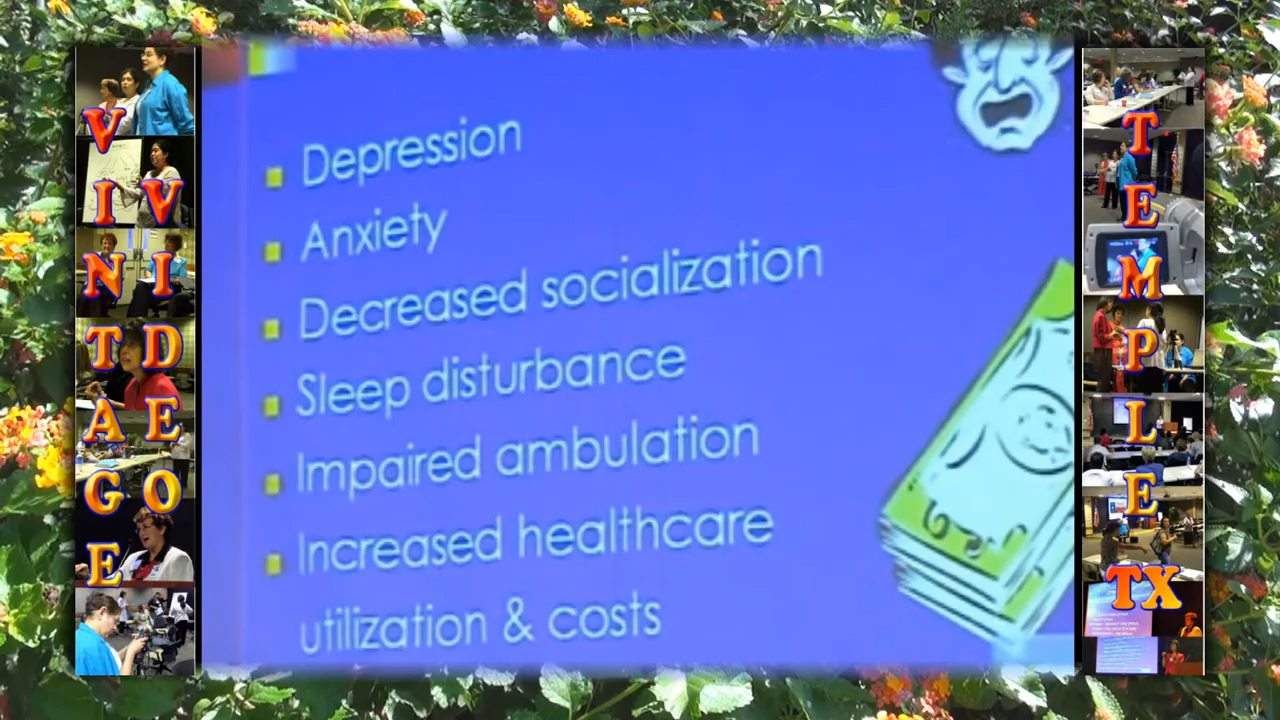 VINTAGE
VIDEO
Depression
Anxiety
Decreased socialization
Sleep disturbance
Impaired ambulation
Increased healthcare
utilization & costs
TEMPLE
TX